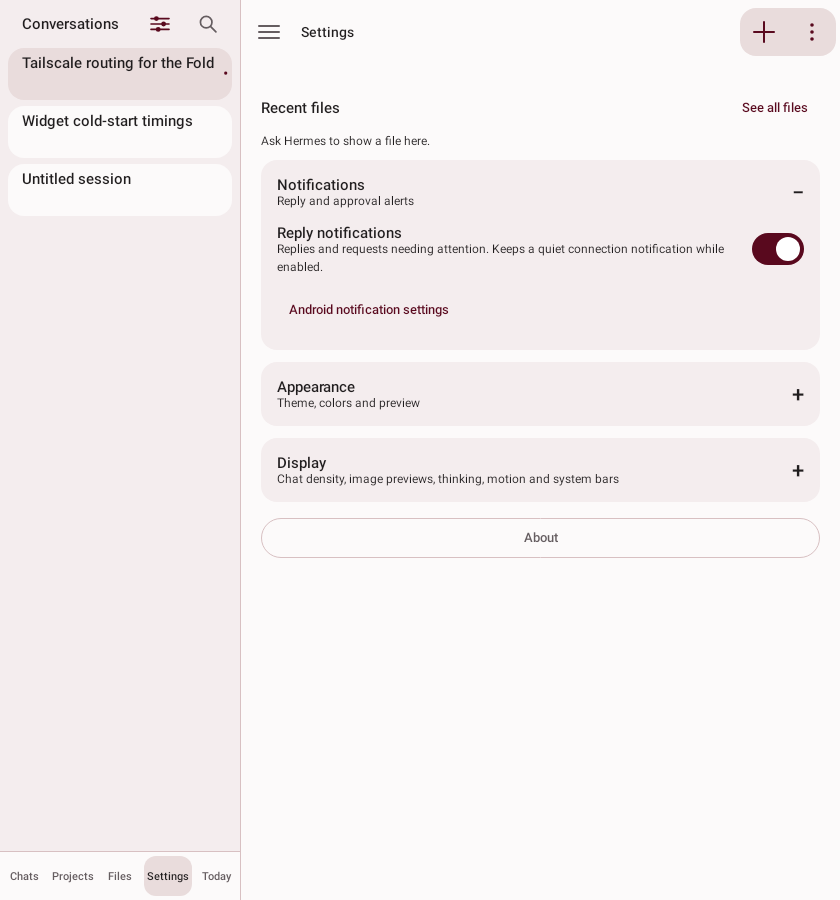 Conversations
Tailscale routing for the Fold
Widget cold-start timings
Untitled session
Chats
Projects
Files
Settings
Today
Settings
Recent files
See all files
Ask Hermes to show a file here.
Notifications
Reply and approval alerts
Reply notifications
Replies and requests needing attention. Keeps a quiet connection notification while
enabled.
Android notification settings
Appearance
Theme, colors and preview
Display
Chat density, image previews, thinking, motion and system bars
About